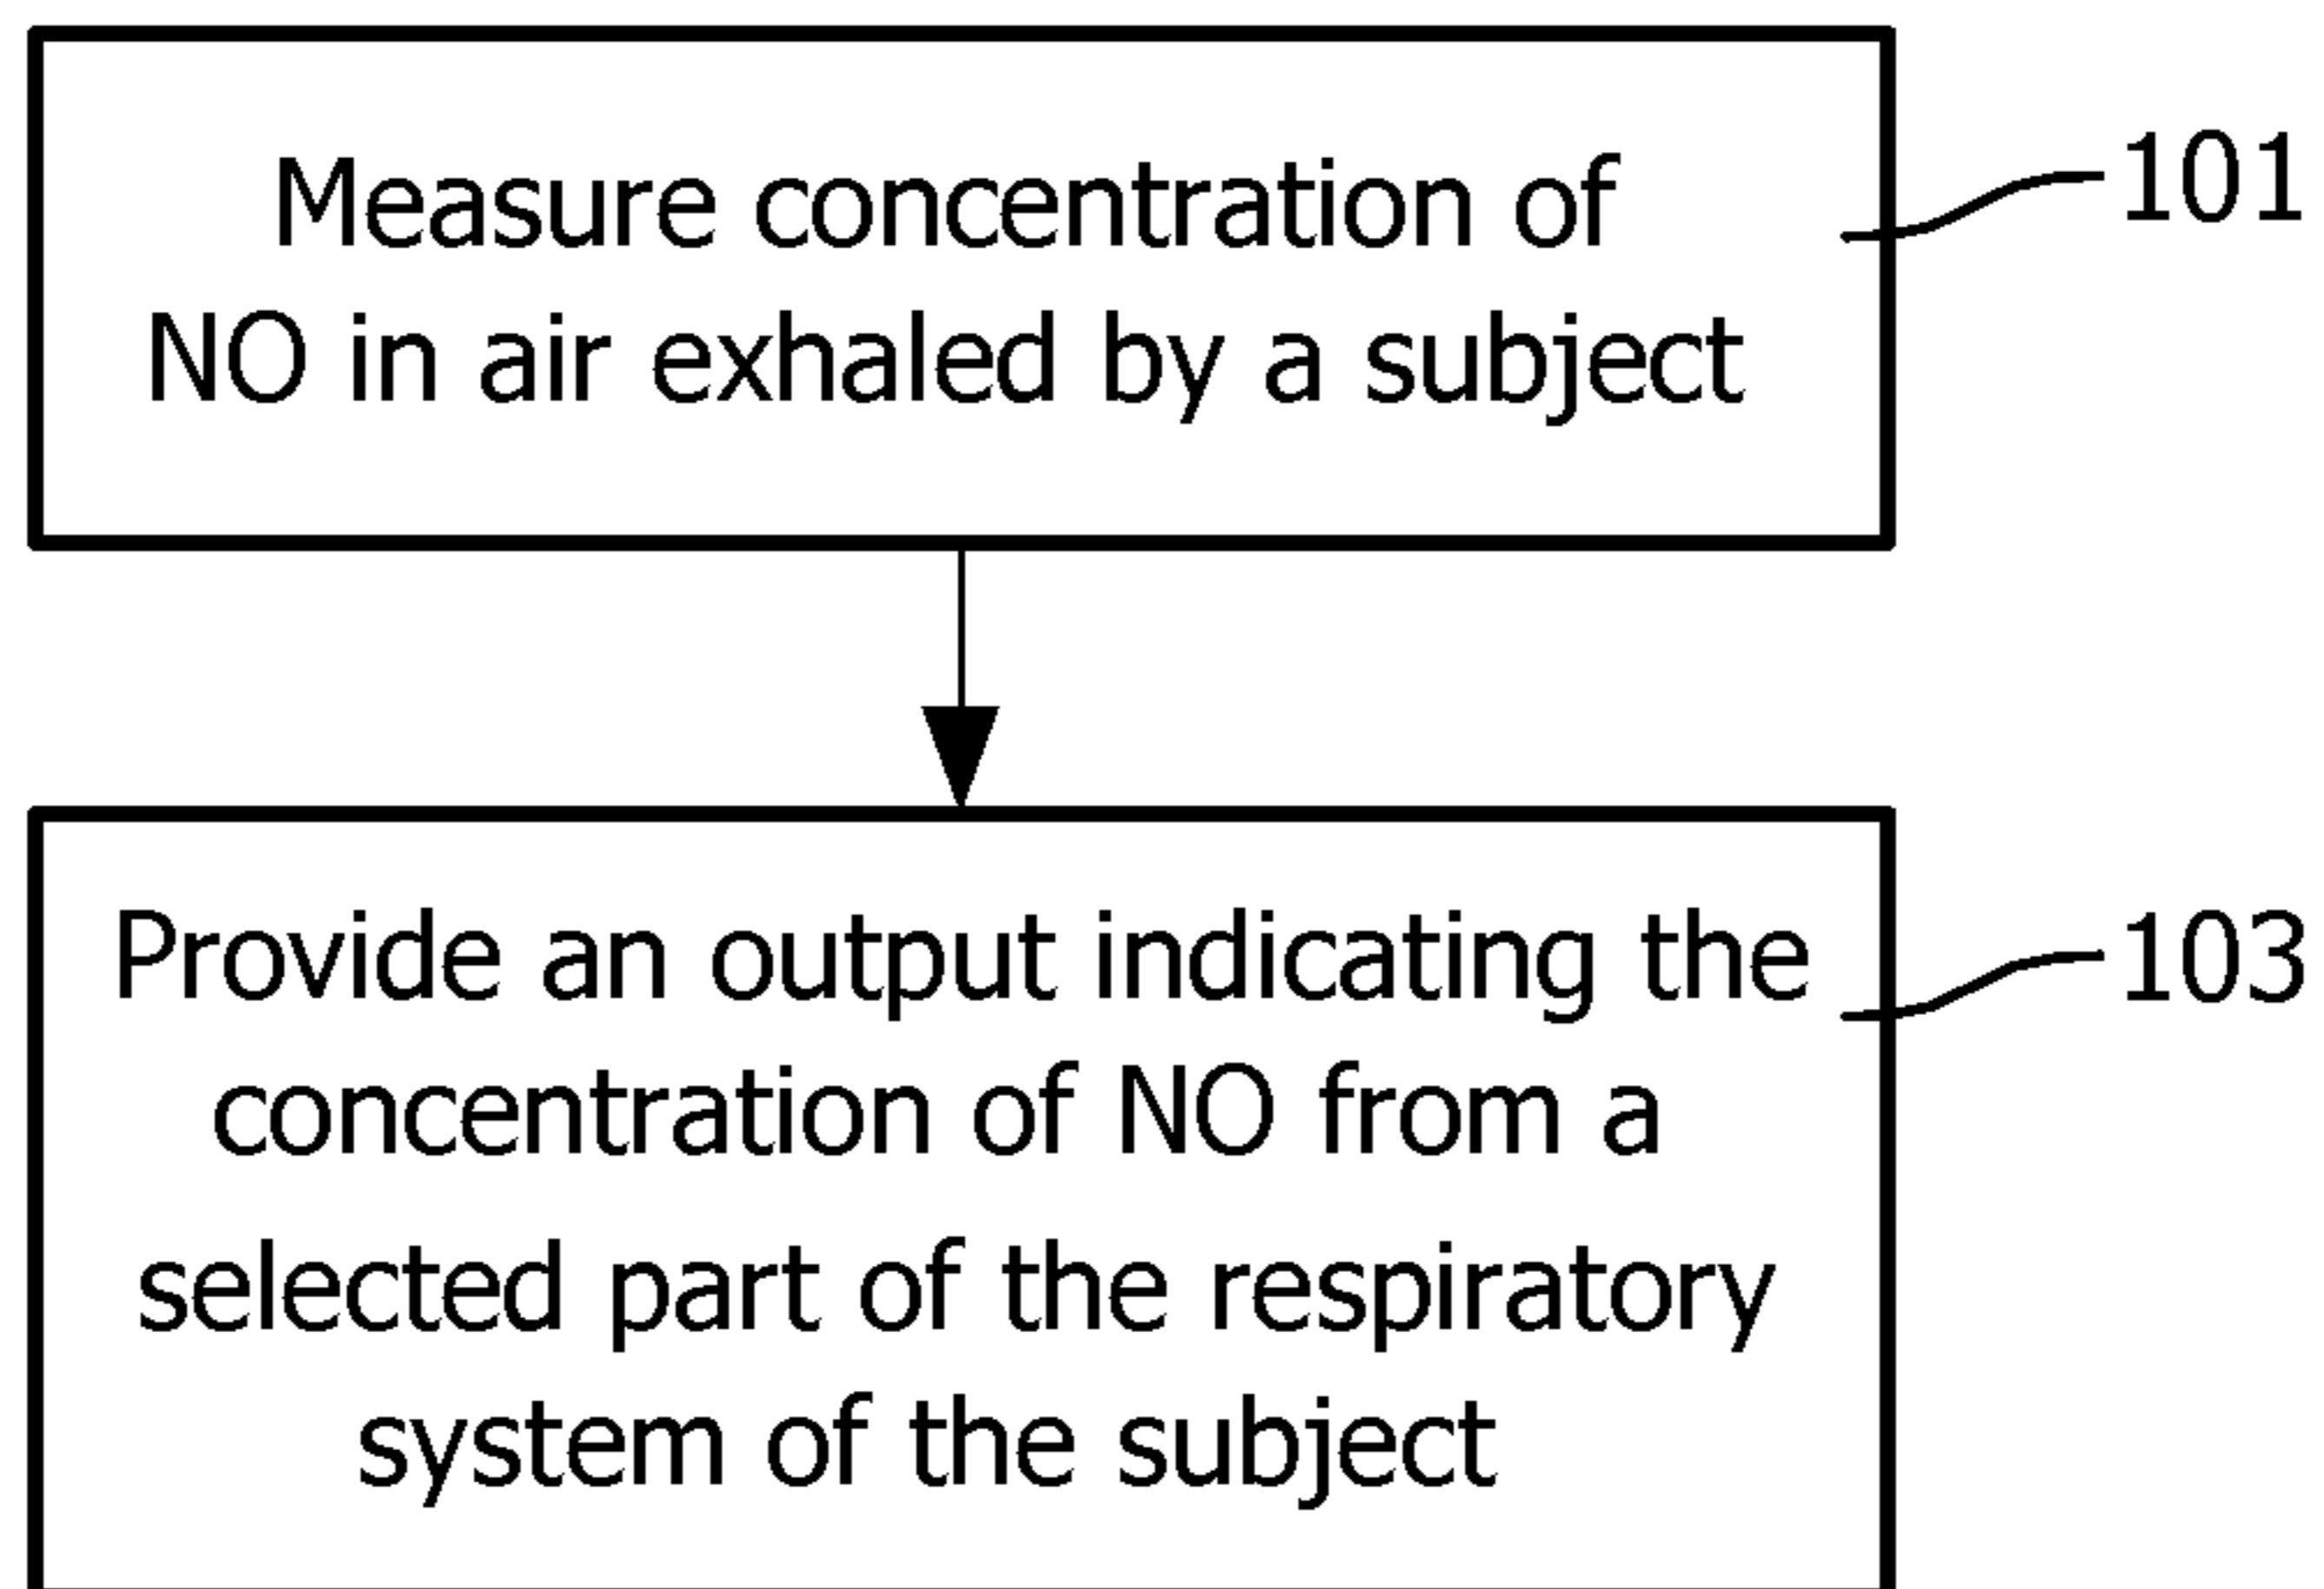 Measure concentration of
NO in air exhaled by a subject
101
Provide an output indicating the
concentration of NO from a
selected part of the respiratory
system of the subject
103